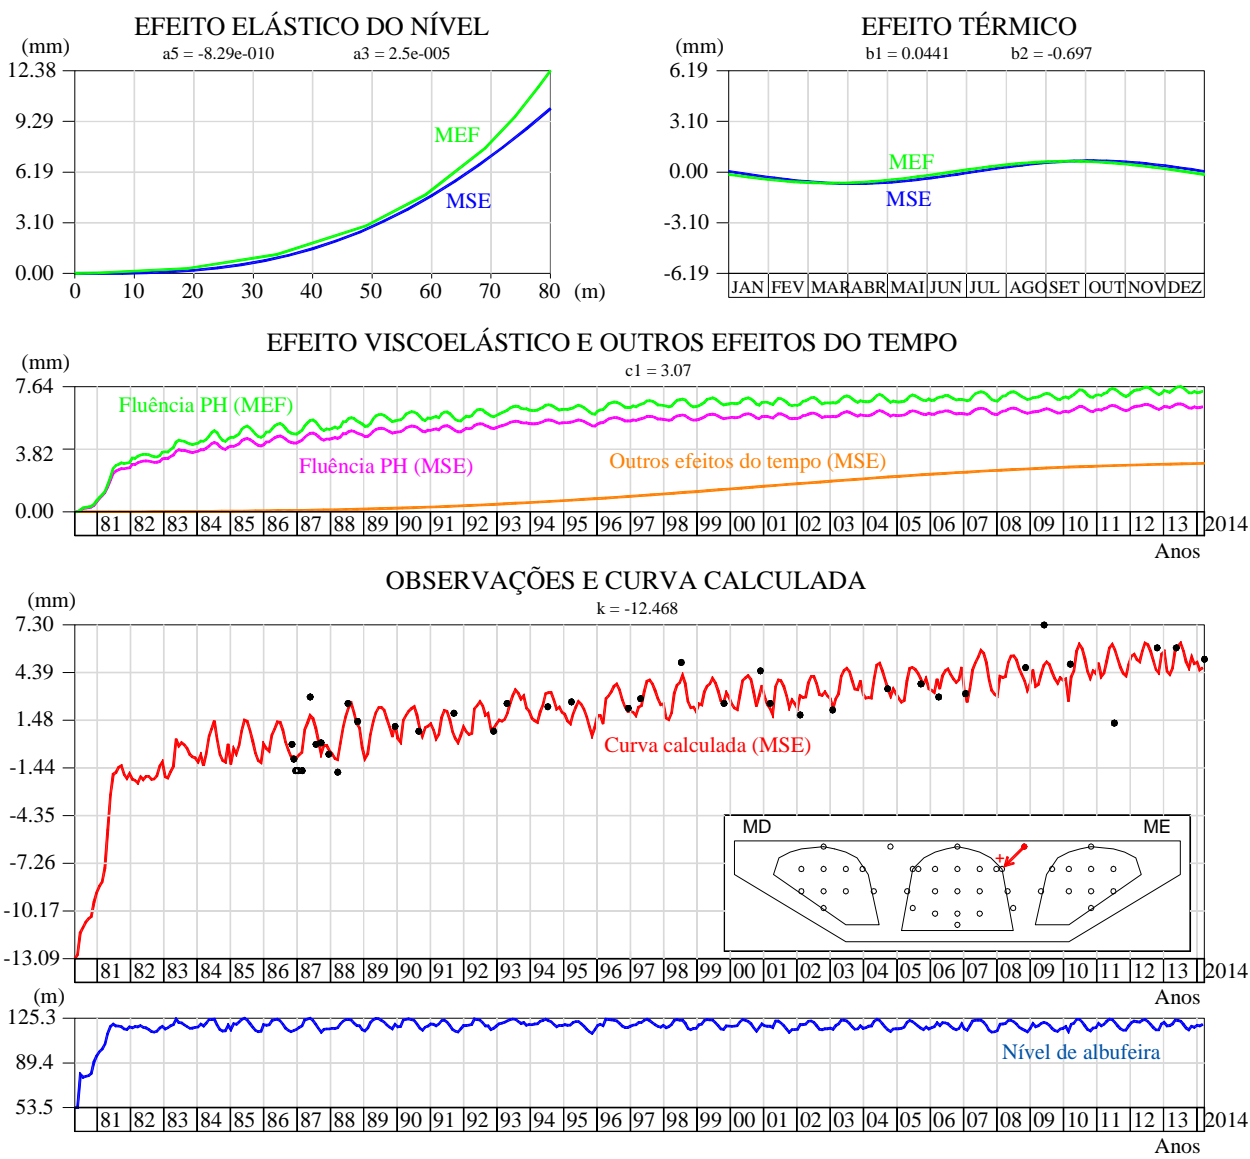 EFEITO ELÁSTICO DO NÍVEL
(mm)
a5 = -8.29e-010 a3 = 2.5e-005
12.38
9.29
6.19
3.10
0.00
MEF
MSE
0 10 20 30 40 50 60 70 80 (m)
EFEITO TÉRMICO
(mm)
b1 = 0.0441 b2 = -0.697
6.19
3.10
0.00
-3.10
-6.19
MEF
MSE
JAN FEV MAR ABR MAI JUN JUL AGO SET OUT NOV DEZ
EFEITO VISCOELÁSTICO E OUTROS EFEITOS DO TEMPO
(mm)
c1 = 3.07
7.64
3.82
0.00
Fluência PH (MEF)
Fluência PH (MSE)
Outros efeitos do tempo (MSE)
81 82 83 84 85 86 87 88 89 90 91 92 93 94 95 96 97 98 99 00 01 02 03 04 05 06 07 08 09 10 11 12 13 2014
Anos
OBSERVAÇÕES E CURVA CALCULADA
(mm)
k = -12.468
7.30
4.39
1.48
-1.44
-4.35
-7.26
-10.17
-13.09
Curva calculada (MSE)
MD ME
81 82 83 84 85 86 87 88 89 90 91 92 93 94 95 96 97 98 99 00 01 02 03 04 05 06 07 08 09 10 11 12 13 2014
Anos
(m)
125.3
89.4
53.5
Nível de albufeira
81 82 83 84 85 86 87 88 89 90 91 92 93 94 95 96 97 98 99 00 01 02 03 04 05 06 07 08 09 10 11 12 13 2014
Anos